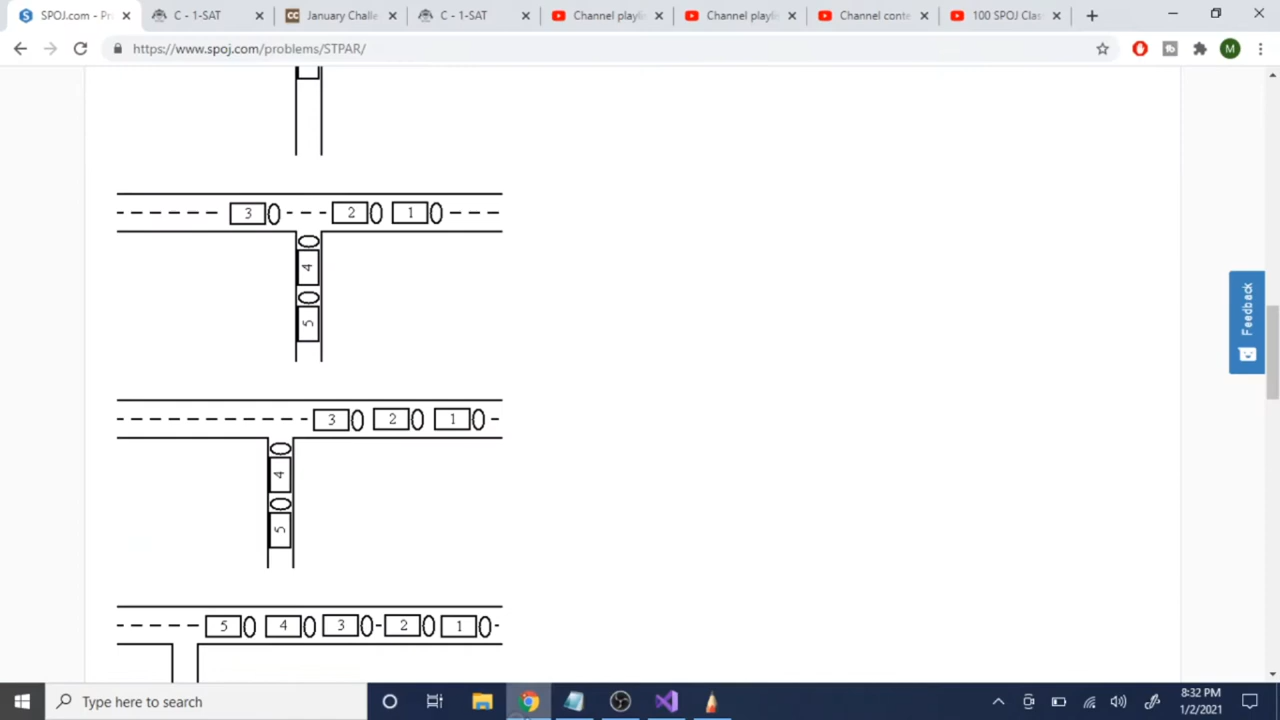 SPOJ.com - Pr
C - 1-SAT
January Challe
C - 1-SAT
Channel playli
Channel playli
Channel conte
100 SPOJ Clas
https://www.spoj.com/problems/STPAR/
M
3 2 1
4
5
3 2 1
4
5
5 4 3 2 1
Feedback
Type here to search
8:32 PM
1/2/2021